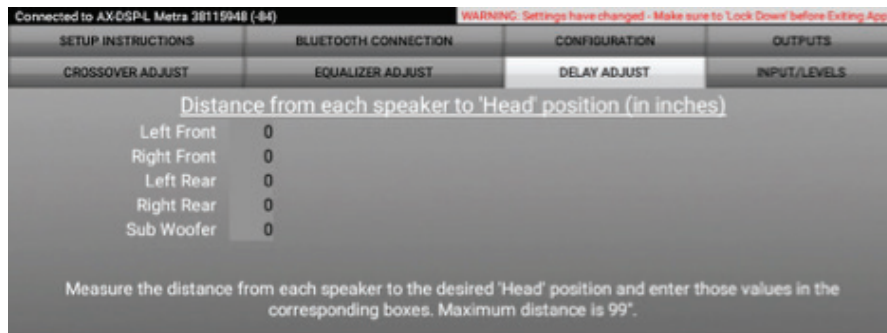 Connected to AX-DSP-L Metra 38115948 (-84) WARNING: Settings have changed - Make sure to 'Lock Down' before Exiting App
SETUP INSTRUCTIONS BLUETOOTH CONNECTION CONFIGURATION OUTPUTS
CROSSOVER ADJUST EQUALIZER ADJUST DELAY ADJUST INPUT/LEVELS
Distance from each speaker to 'Head' position (in inches)
Left Front 0
Right Front 0
Left Rear 0
Right Rear 0
Sub Woofer 0
Measure the distance from each speaker to the desired 'Head' position and enter those values in the
corresponding boxes. Maximum distance is 99".